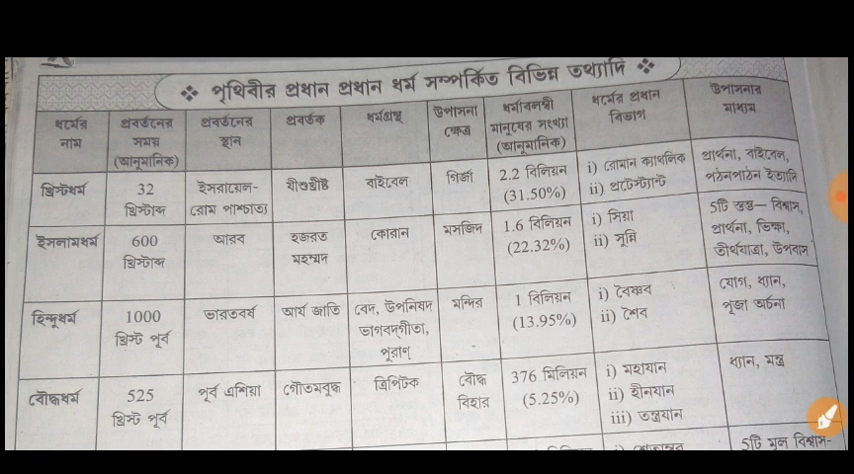 ❖ পৃথিবীর প্রধান প্রধান ধর্ম সম্পর্কিত বিভিন্ন তথ্যাদি ❖
ধর্মের নাম | প্রবর্তনের সময় (আনুমানিক) | প্রবর্তনের স্থান | প্রবর্তক | ধর্মগ্রন্থ | উপাসনা ক্ষেত্র | ধর্মাবলম্বী মানুষের সংখ্যা (আনুমানিক) | ধর্মের প্রধান বিভাগ | উপাসনার মাধ্যম
খ্রিস্টধর্ম | 32 খ্রিস্টাব্দ | ইসরায়েল- রোম পাশ্চাত্য | যীশুখ্রীষ্ট | বাইবেল | গির্জা | 2.2 বিলিয়ন (31.50%) | i) রোমান ক্যাথলিক ii) প্রটেস্ট্যান্ট | প্রার্থনা, বাইবেল, পঠনপাঠন ইত্যাদি
ইসলামধর্ম | 600 খ্রিস্টাব্দ | আরব | হজরত মহম্মদ | কোরান | মসজিদ | 1.6 বিলিয়ন (22.32%) | i) সিয়া ii) সুন্নি | 5টি স্তম্ভ— বিশ্বাস, প্রার্থনা, ভিক্ষা, তীর্থযাত্রা, উপবাস
হিন্দুধর্ম | 1000 খ্রিস্ট পূর্ব | ভারতবর্ষ | আর্য জাতি | বেদ, উপনিষদ ভাগবদ্গীতা, পুরাণ | মন্দির | 1 বিলিয়ন (13.95%) | i) বৈষ্ণব ii) শৈব | যোগ, ধ্যান, পূজা অর্চনা
বৌদ্ধধর্ম | 525 খ্রিস্ট পূর্ব | পূর্ব এশিয়া | গৌতমবুদ্ধ | ত্রিপিটক | বৌদ্ধ বিহার | 376 মিলিয়ন (5.25%) | i) মহাযান ii) হীনযান iii) তন্ত্রযান | ধ্যান, মন্ত্র
5টি মূল বিশ্বাস-